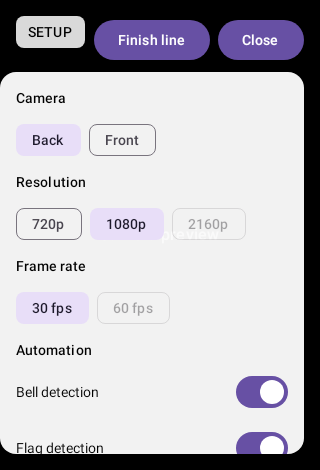 SETUP Finish line Close
Camera
Back Front
Resolution
720p 1080p 2160p
preview
Frame rate
30 fps 60 fps
Automation
Bell detection
Flag detection